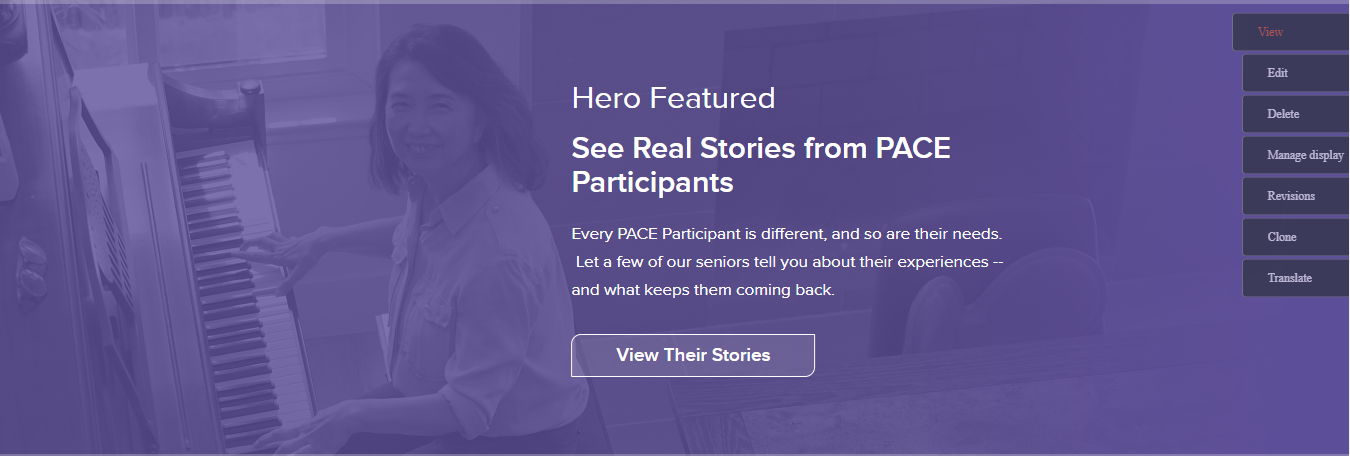 Hero Featured
See Real Stories from PACE
Participants
Every PACE Participant is different, and so are their needs.
Let a few of our seniors tell you about their experiences --
and what keeps them coming back.
View Their Stories
View
Edit
Delete
Manage display
Revisions
Clone
Translate